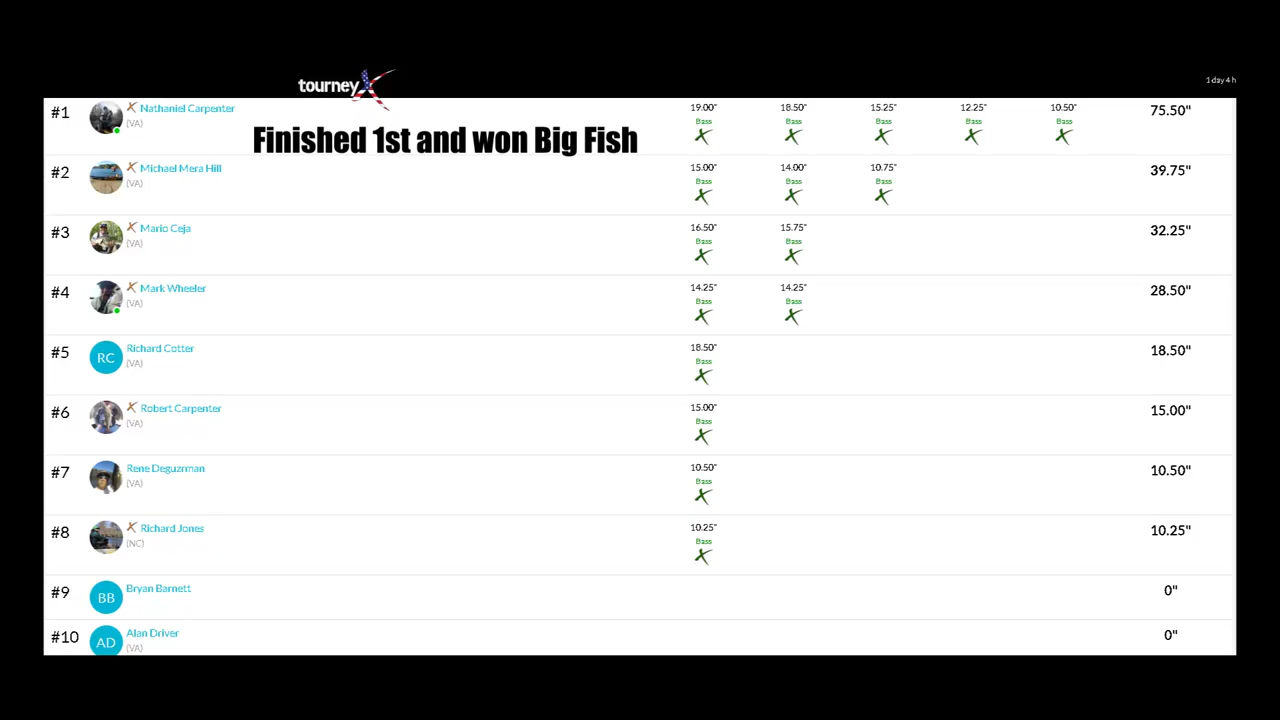 tourneyX
1 day 4 h
#1 Nathaniel Carpenter 19.00" 18.50" 15.25" 12.25" 10.50" 75.50"
(VA) Bass Bass Bass Bass Bass
Finished 1st and won Big Fish
#2 Michael Mera Hill 15.00" 14.00" 10.75" 39.75"
(VA) Bass Bass Bass
#3 Mario Ceja 16.50" 15.75" 32.25"
(VA) Bass Bass
#4 Mark Wheeler 14.25" 14.25" 28.50"
(VA) Bass Bass
#5 RC Richard Cotter 18.50" 18.50"
(VA) Bass
#6 Robert Carpenter 15.00" 15.00"
(VA) Bass
#7 Rene Deguzrman 10.50" 10.50"
(VA) Bass
#8 Richard Jones 10.25" 10.25"
(NC) Bass
#9 BB Bryan Barnett 0"
#10 AD Alan Driver 0"
(VA)